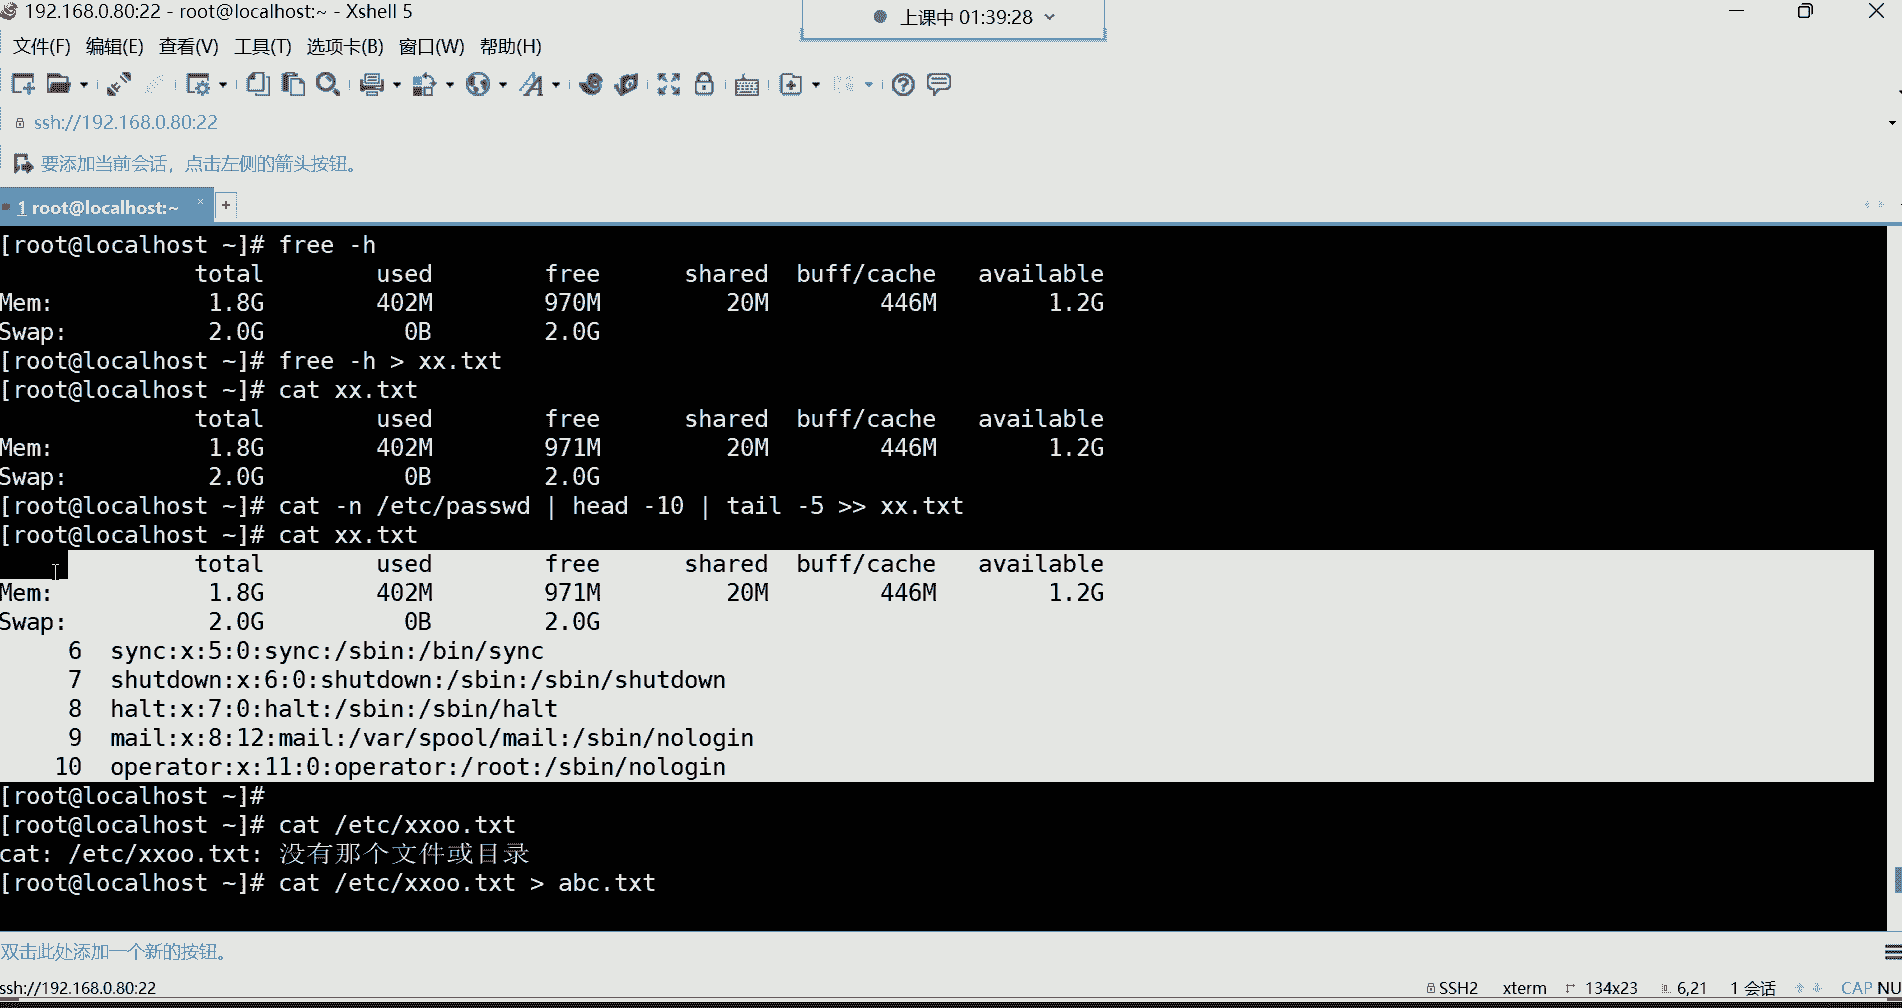 192.168.0.80:22 - root@localhost:~ - Xshell 5
上课中 01:39:28
文件(F) 编辑(E) 查看(V) 工具(T) 选项卡(B) 窗口(W) 帮助(H)
ssh://192.168.0.80:22
要添加当前会话，点击左侧的箭头按钮。
1 root@localhost:~ × +
[root@localhost ~]# free -h
              total        used        free      shared  buff/cache   available
Mem:           1.8G        402M        970M         20M        446M        1.2G
Swap:          2.0G          0B        2.0G
[root@localhost ~]# free -h > xx.txt
[root@localhost ~]# cat xx.txt
              total        used        free      shared  buff/cache   available
Mem:           1.8G        402M        971M         20M        446M        1.2G
Swap:          2.0G          0B        2.0G
[root@localhost ~]# cat -n /etc/passwd | head -10 | tail -5 >> xx.txt
[root@localhost ~]# cat xx.txt
              total        used        free      shared  buff/cache   available
Mem:           1.8G        402M        971M         20M        446M        1.2G
Swap:          2.0G          0B        2.0G
     6  sync:x:5:0:sync:/sbin:/bin/sync
     7  shutdown:x:6:0:shutdown:/sbin:/sbin/shutdown
     8  halt:x:7:0:halt:/sbin:/sbin/halt
     9  mail:x:8:12:mail:/var/spool/mail:/sbin/nologin
    10  operator:x:11:0:operator:/root:/sbin/nologin
[root@localhost ~]#
[root@localhost ~]# cat /etc/xxoo.txt
cat: /etc/xxoo.txt: 没有那个文件或目录
[root@localhost ~]# cat /etc/xxoo.txt > abc.txt
双击此处添加一个新的按钮。
ssh://192.168.0.80:22 SSH2 xterm 134x23 6,21 1 会话 CAP NU